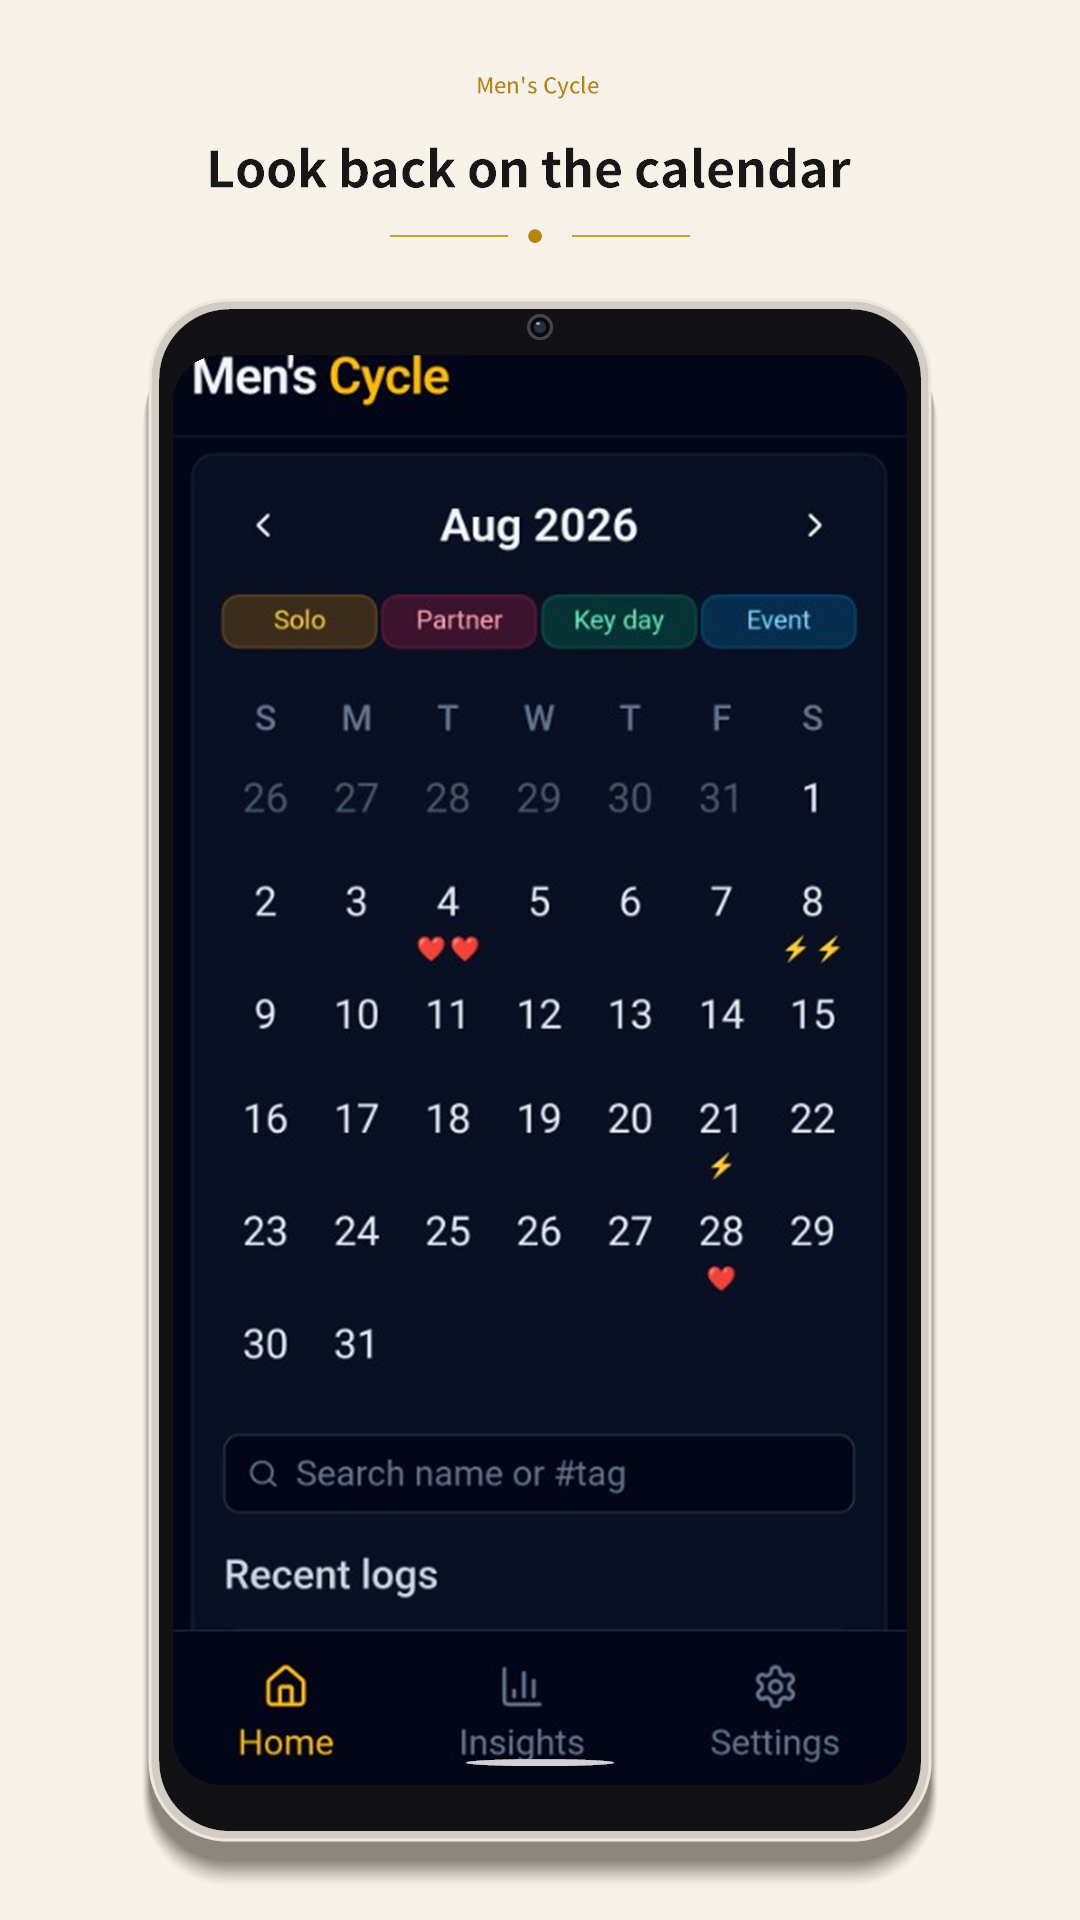 Men's Cycle
Look back on the calendar
Men's Cycle
Aug 2026
Solo Partner Key day Event
S M T W T F S
26 27 28 29 30 31 1
2 3 4 5 6 7 8
9 10 11 12 13 14 15
16 17 18 19 20 21 22
23 24 25 26 27 28 29
30 31
Search name or #tag
Recent logs
Home Insights Settings